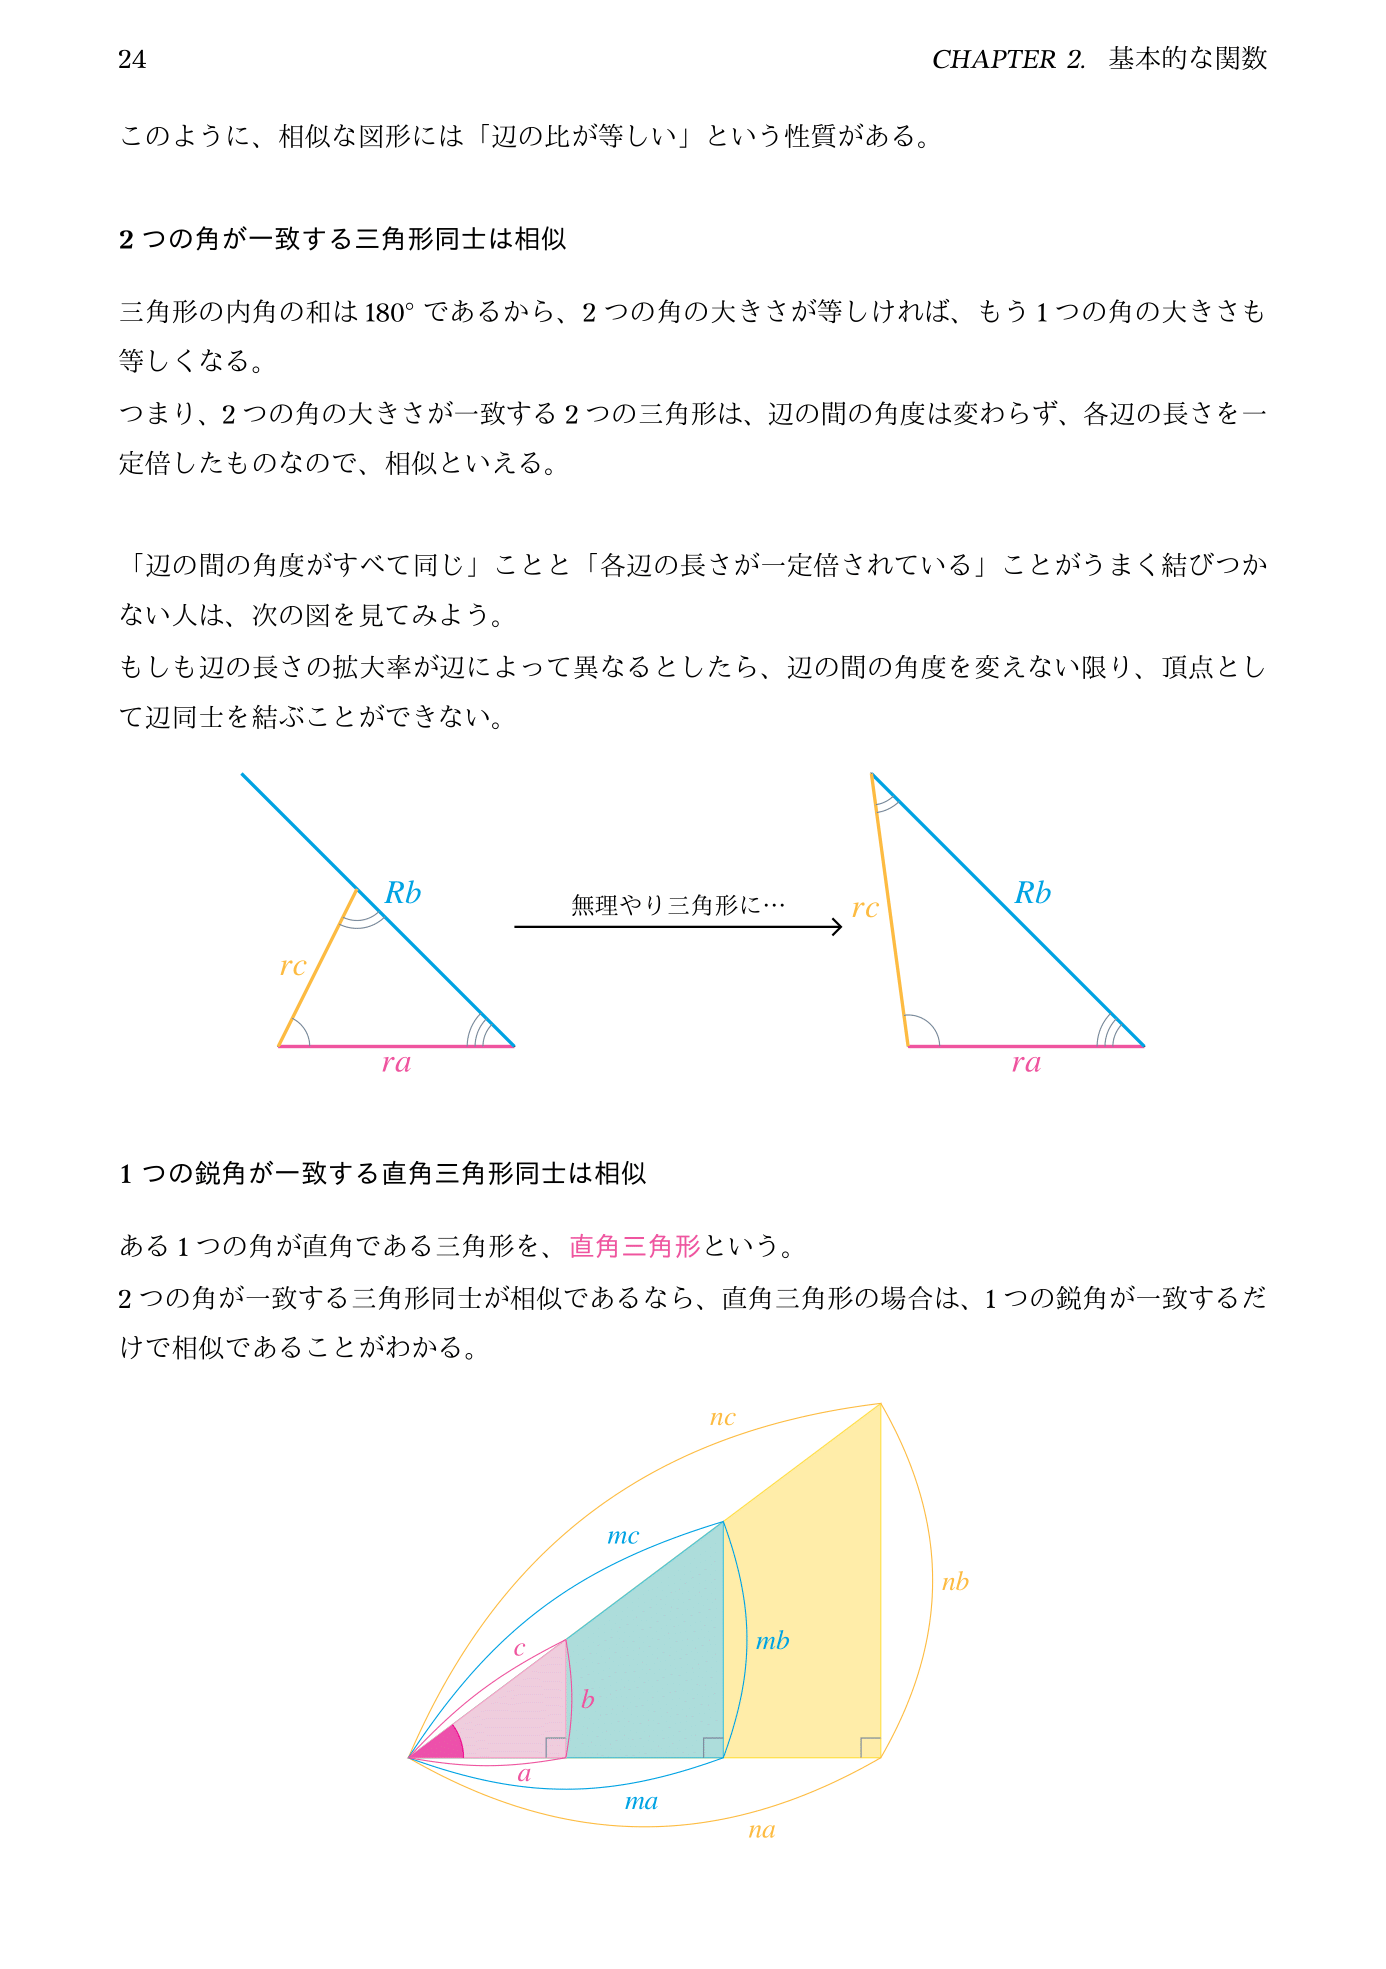 24
CHAPTER 2. 基本的な関数
このように、相似な図形には「辺の比が等しい」という性質がある。
2 つの角が一致する三角形同士は相似
三角形の内角の和は 180° であるから、2 つの角の大きさが等しければ、もう 1 つの角の大きさも
等しくなる。
つまり、2 つの角の大きさが一致する 2 つの三角形は、辺の間の角度は変わらず、各辺の長さを一
定倍したものなので、相似といえる。
「辺の間の角度がすべて同じ」ことと「各辺の長さが一定倍されている」ことがうまく結びつか
ない人は、次の図を見てみよう。
もしも辺の長さの拡大率が辺によって異なるとしたら、辺の間の角度を変えない限り、頂点とし
て辺同士を結ぶことができない。
Rb
rc
ra
無理やり三角形に…
rc
Rb
ra
1 つの鋭角が一致する直角三角形同士は相似
ある 1 つの角が直角である三角形を、直角三角形という。
2 つの角が一致する三角形同士が相似であるなら、直角三角形の場合は、1 つの鋭角が一致するだ
けで相似であることがわかる。
nc
mc
nb
c
mb
b
a
ma
na